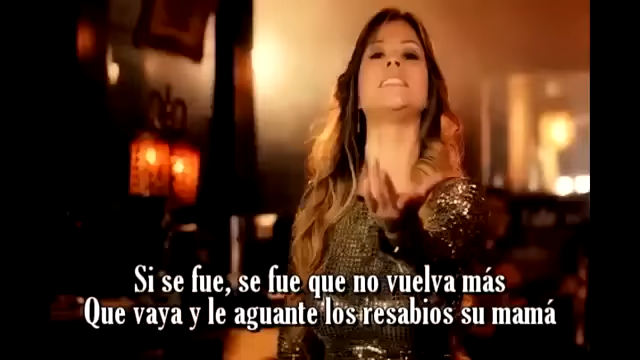 Si se fue, se fue que no vuelva más
Que vaya y le aguante los resabios su mamá